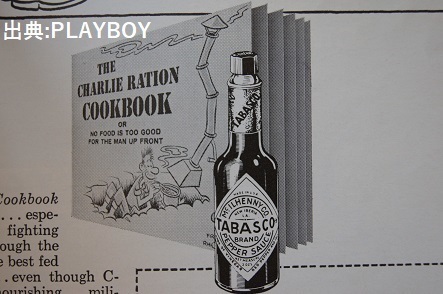 出典:PLAYBOY
THE
CHARLIE RATION
COOKBOOK
OR
NO FOOD IS TOO GOOD
FOR THE MAN UP FRONT
TABASCO
McILHENNY CO.
TABASCO
BRAND
PEPPER SAUCE
Cookbook
... espe-
fighting
ough the
e best fed
.. even though C-
ourishing, mili-